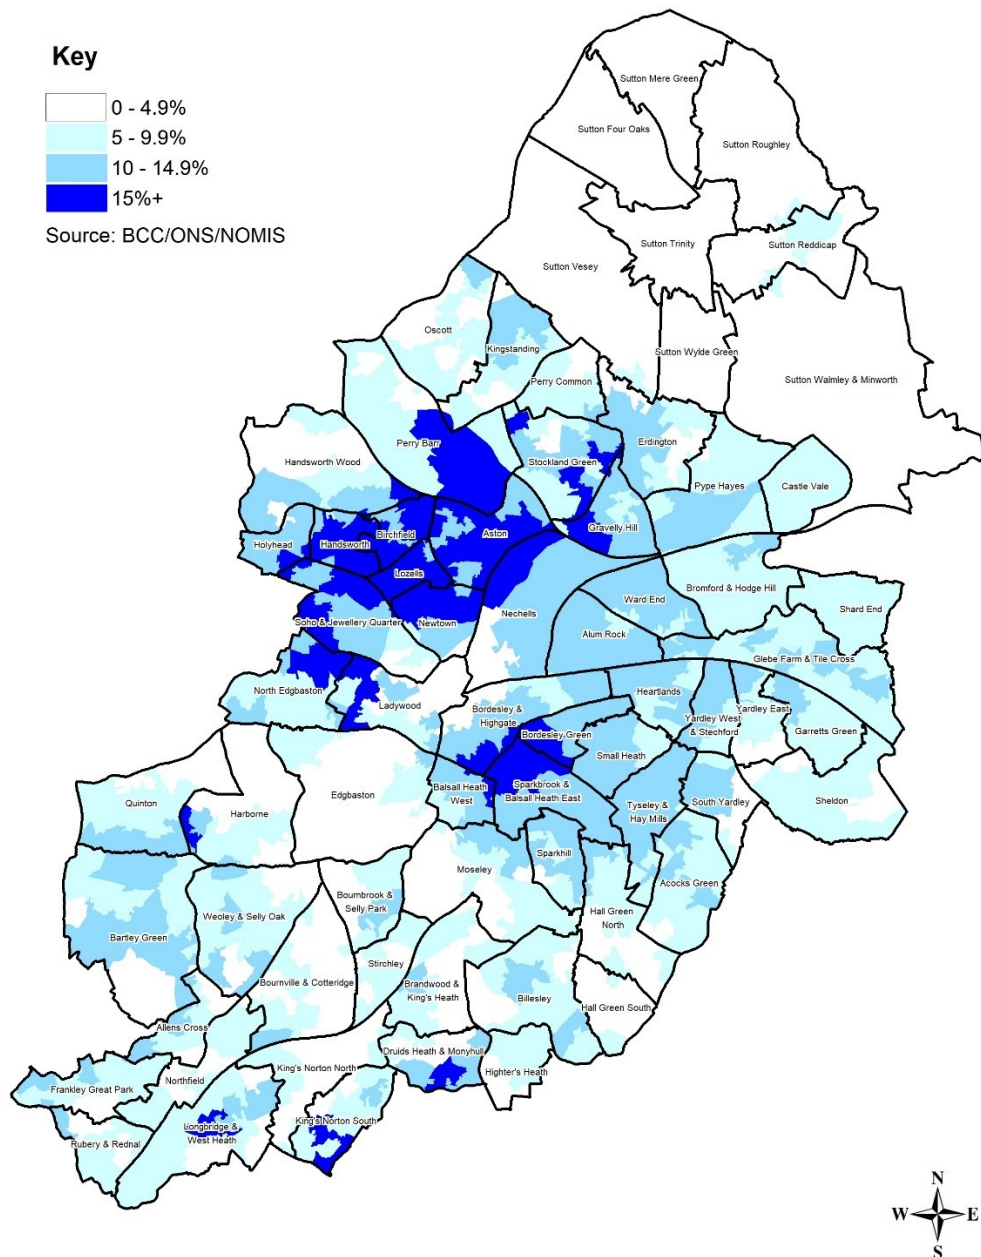 Key
0 - 4.9%
5 - 9.9%
10 - 14.9%
15%+
Source: BCC/ONS/NOMIS
Sutton Mere Green
Sutton Four Oaks
Sutton Roughley
Sutton Trinity
Sutton Reddicap
Sutton Vesey
Oscott
Kingstanding
Sutton Wylde Green
Sutton Walmley & Minworth
Perry Common
Perry Barr
Erdington
Handsworth Wood
Stockland Green
Pype Hayes
Castle Vale
Gravelly Hill
Birchfield
Aston
Holyhead
Handsworth
Lozells
Bromford & Hodge Hill
Ward End
Shard End
Nechells
Soho & Jewellery Quarter
Newtown
Alum Rock
Glebe Farm & Tile Cross
North Edgbaston
Ladywood
Heartlands
Bordesley &
Highgate
Yardley East
Yardley West
& Stechford
Bordesley Green
Garretts Green
Small Heath
Balsall Heath
West
Sparkbrook &
Balsall Heath East
Edgbaston
Quinton
Harborne
Tyseley &
Hay Mills
South Yardley
Sheldon
Sparkhill
Moseley
Acocks Green
Bournbrook &
Selly Park
Hall Green
North
Weoley & Selly Oak
Bartley Green
Stirchley
Bournville & Cotteridge
Brandwood &
King's Heath
Billesley
Hall Green South
Allens Cross
Druids Heath & Monyhull
King's Norton North
Highter's Heath
Northfield
Frankley Great Park
Longbridge &
West Heath
King's Norton South
Rubery & Rednal
N
W
E
S